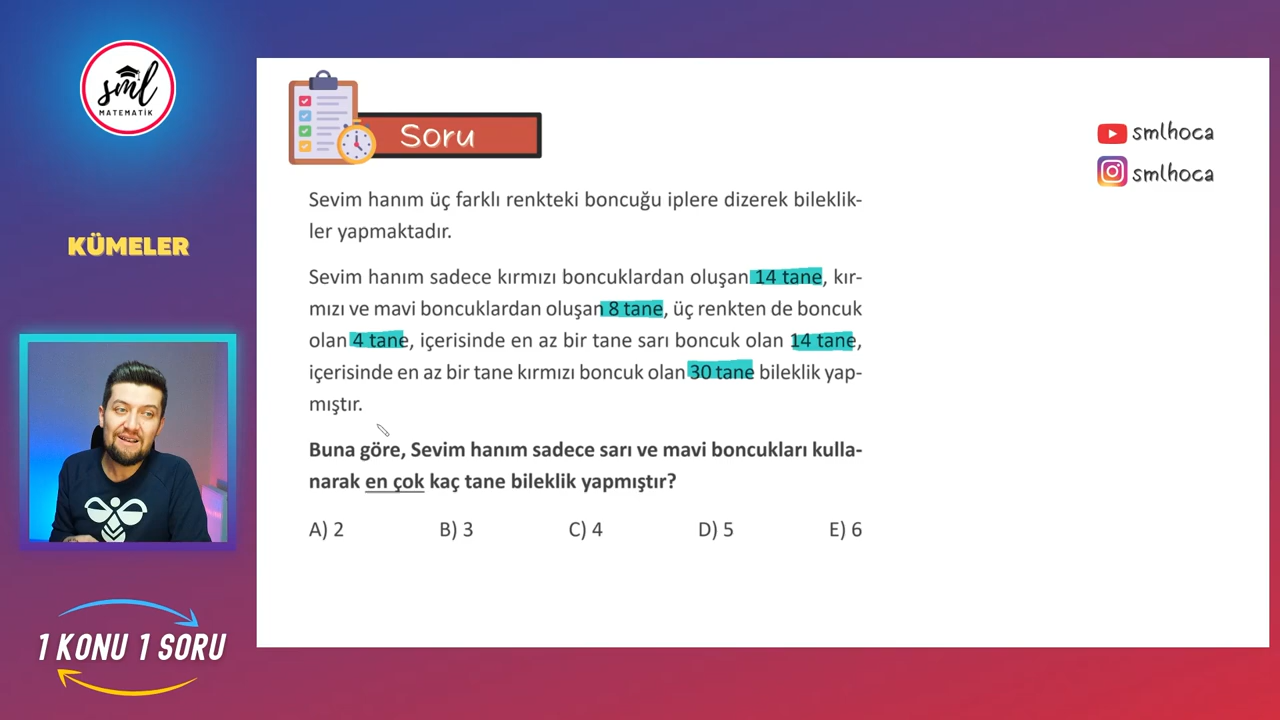 sml
MATEMATİK
KÜMELER
1 KONU 1 SORU
Soru
smlhoca
smlhoca
Sevim hanım üç farklı renkteki boncuğu iplere dizerek bileklik-
ler yapmaktadır.
Sevim hanım sadece kırmızı boncuklardan oluşan 14 tane, kır-
mızı ve mavi boncuklardan oluşan 8 tane, üç renkten de boncuk
olan 4 tane, içerisinde en az bir tane sarı boncuk olan 14 tane,
içerisinde en az bir tane kırmızı boncuk olan 30 tane bileklik yap-
mıştır.
Buna göre, Sevim hanım sadece sarı ve mavi boncukları kulla-
narak en çok kaç tane bileklik yapmıştır?
A) 2 B) 3 C) 4 D) 5 E) 6